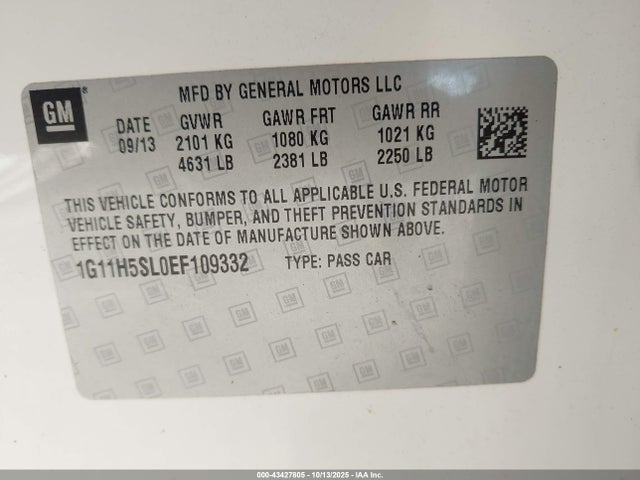 GM ®
MFD BY GENERAL MOTORS LLC
DATE GVWR GAWR FRT GAWR RR
09/13 2101 KG 1080 KG 1021 KG
4631 LB 2381 LB 2250 LB
THIS VEHICLE CONFORMS TO ALL APPLICABLE U.S. FEDERAL MOTOR
VEHICLE SAFETY, BUMPER, AND THEFT PREVENTION STANDARDS IN
EFFECT ON THE DATE OF MANUFACTURE SHOWN ABOVE.
1G11H5SL0EF109332 TYPE: PASS CAR
000-43427805 - 10/13/2025 - IAA Inc.